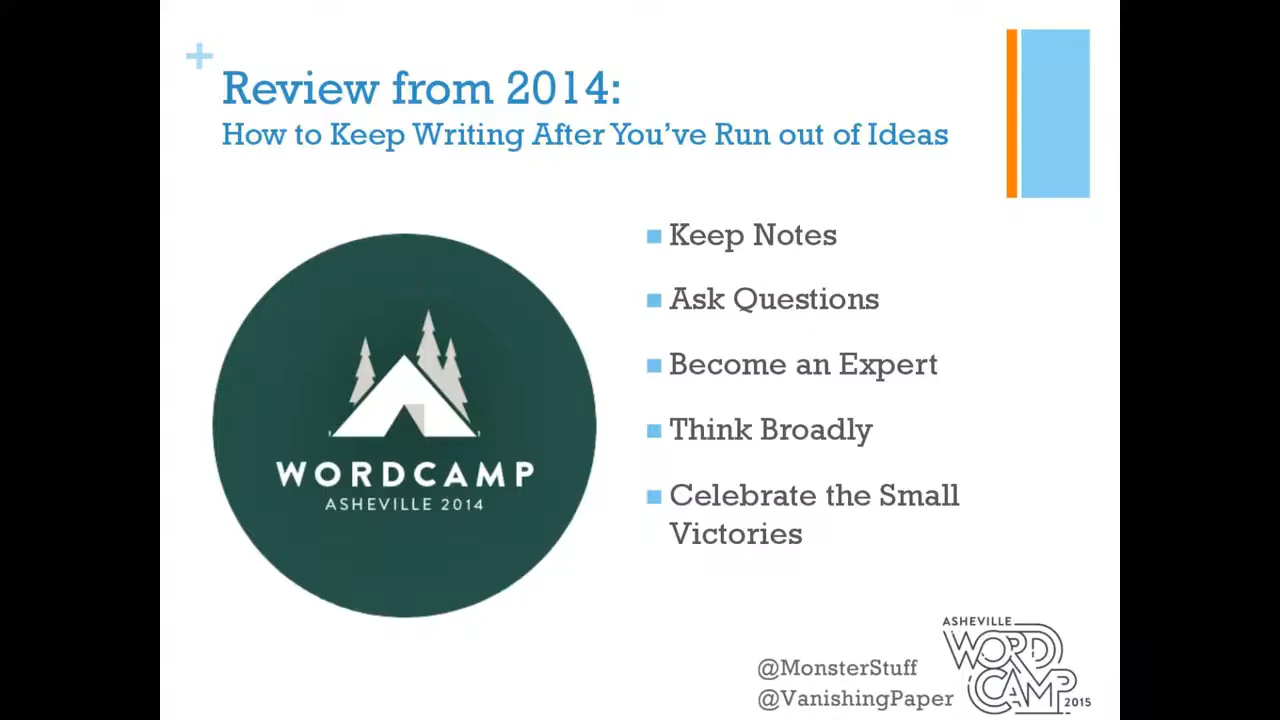 +
Review from 2014:
How to Keep Writing After You’ve Run out of Ideas
Keep Notes
Ask Questions
Become an Expert
Think Broadly
Celebrate the Small
Victories
WORDCAMP
ASHEVILLE 2014
@MonsterStuff
@VanishingPaper
ASHEVILLE
WORD
CAMP
2015